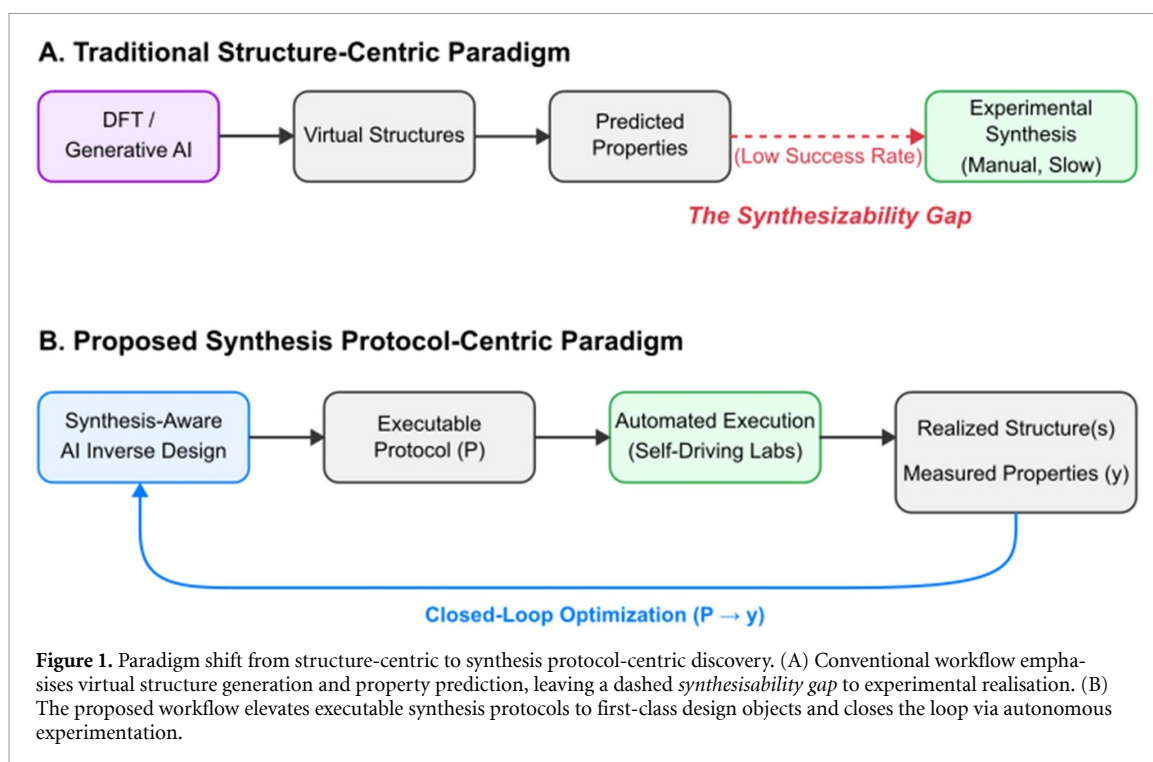 A. Traditional Structure-Centric Paradigm
DFT /
Generative AI
Virtual Structures
Predicted
Properties
(Low Success Rate)
Experimental
Synthesis
(Manual, Slow)
The Synthesizability Gap
B. Proposed Synthesis Protocol-Centric Paradigm
Synthesis-Aware
AI Inverse Design
Executable
Protocol (P)
Automated Execution
(Self-Driving Labs)
Realized Structure(s)
Measured Properties (y)
Closed-Loop Optimization (P → y)
Figure 1. Paradigm shift from structure-centric to synthesis protocol-centric discovery. (A) Conventional workflow empha-
sises virtual structure generation and property prediction, leaving a dashed synthesisability gap to experimental realisation. (B)
The proposed workflow elevates executable synthesis protocols to first-class design objects and closes the loop via autonomous
experimentation.